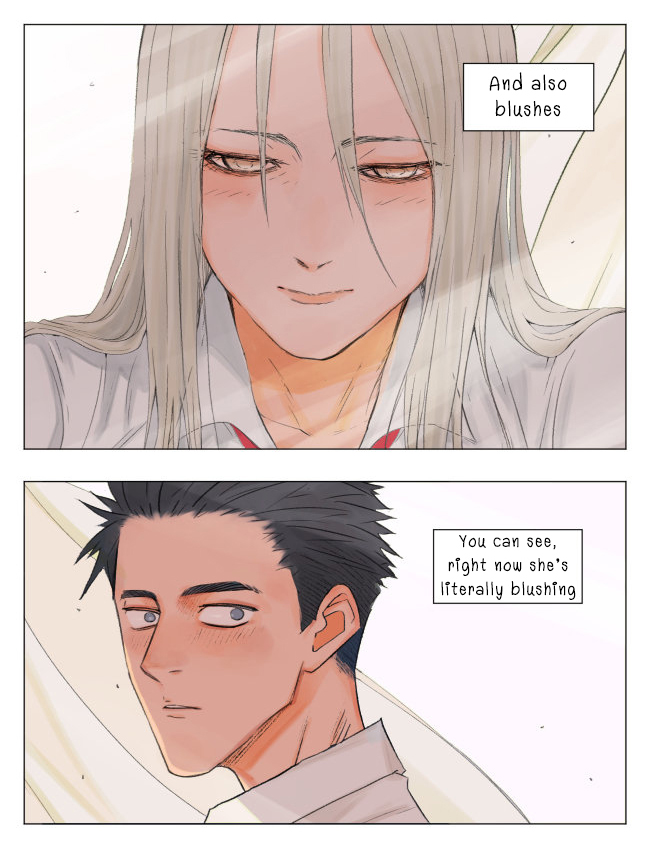 And also
blushes
You can see,
right now she's
literally blushing